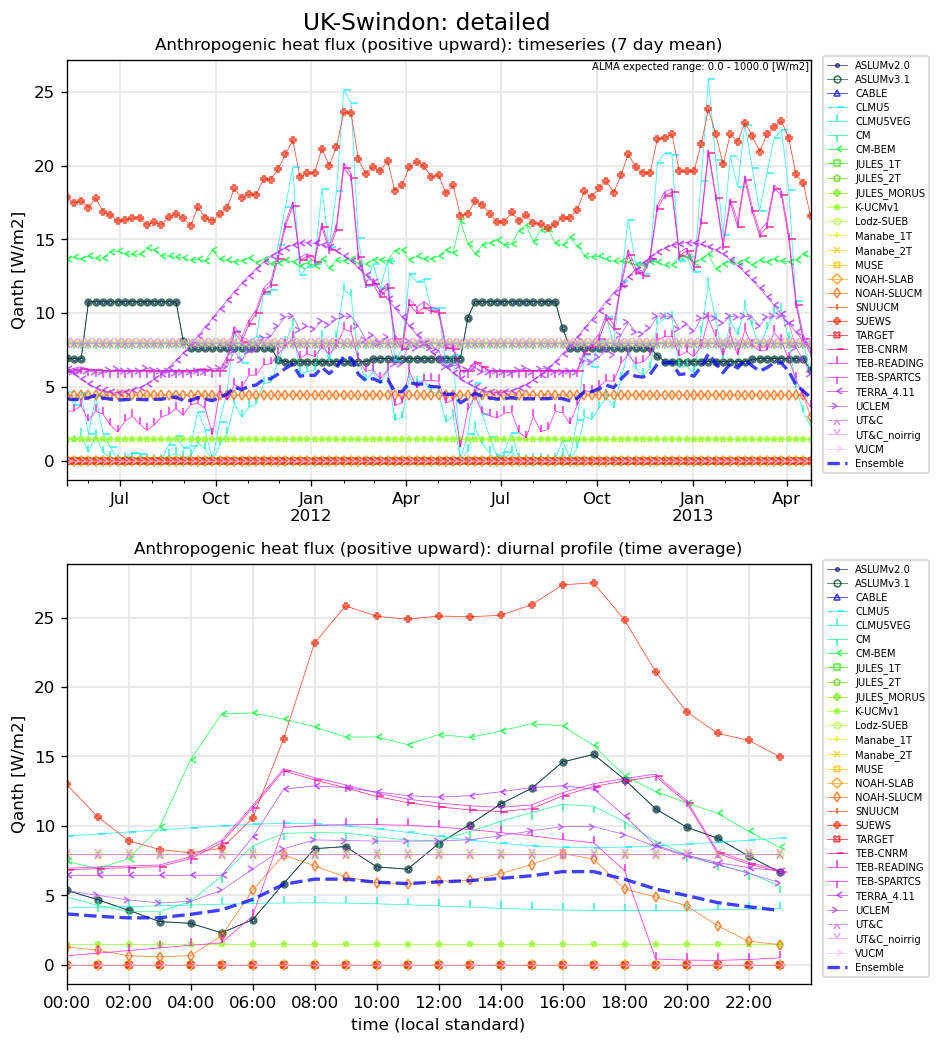 UK-Swindon: detailed
Anthropogenic heat flux (positive upward): timeseries (7 day mean)
ALMA expected range: 0.0 - 1000.0 [W/m2]
Qanth [W/m2]
25
20
15
10
5
0
Jul
Oct
Jan
2012
Apr
Jul
Oct
Jan
2013
Apr
ASLUMv2.0
ASLUMv3.1
CABLE
CLMU5
CLMU5VEG
CM
CM-BEM
JULES_1T
JULES_2T
JULES_MORUS
K-UCMv1
Lodz-SUEB
Manabe_1T
Manabe_2T
MUSE
NOAH-SLAB
NOAH-SLUCM
SNUUCM
SUEWS
TARGET
TEB-CNRM
TEB-READING
TEB-SPARTCS
TERRA_4.11
UCLEM
UT&C
UT&C_noirrig
VUCM
Ensemble
Anthropogenic heat flux (positive upward): diurnal profile (time average)
Qanth [W/m2]
25
20
15
10
5
0
00:00
02:00
04:00
06:00
08:00
10:00
12:00
14:00
16:00
18:00
20:00
22:00
time (local standard)
ASLUMv2.0
ASLUMv3.1
CABLE
CLMU5
CLMU5VEG
CM
CM-BEM
JULES_1T
JULES_2T
JULES_MORUS
K-UCMv1
Lodz-SUEB
Manabe_1T
Manabe_2T
MUSE
NOAH-SLAB
NOAH-SLUCM
SNUUCM
SUEWS
TARGET
TEB-CNRM
TEB-READING
TEB-SPARTCS
TERRA_4.11
UCLEM
UT&C
UT&C_noirrig
VUCM
Ensemble